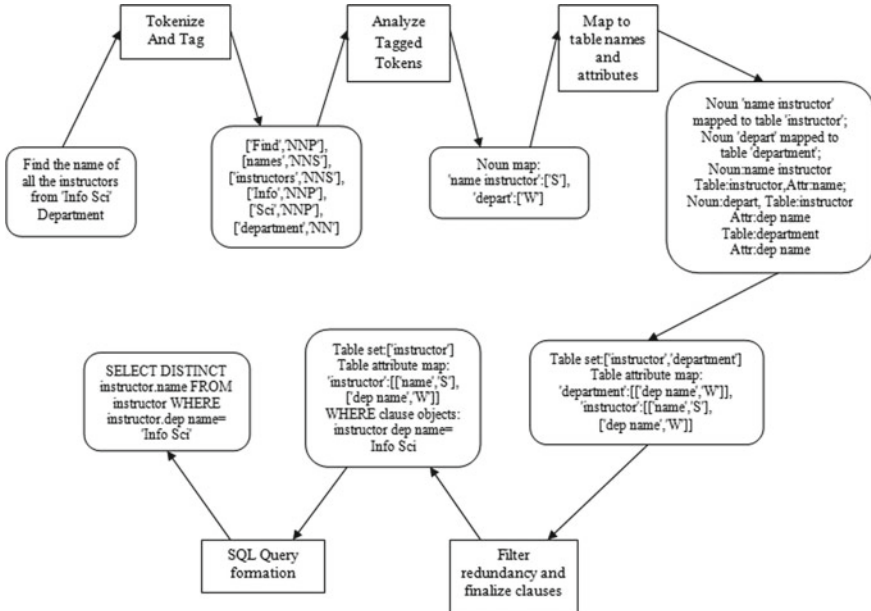 Tokenize
And Tag
Analyze
Tagged
Tokens
Map to
table names
and
attributes
Find the name of
all the instructors
from 'Info Sci'
Department
['Find','NNP'],
[names','NNS'],
['instructors','NNS'],
['Info','NNP'],
['Sci','NNP'],
['department','NN']
Noun map:
'name instructor':['S'],
'depart':['W']
Noun 'name instructor'
mapped to table 'instructor';
Noun 'depart' mapped to
table 'department';
Noun:name instructor
Table:instructor,Attr:name;
Noun:depart, Table:instructor
Attr:dep name
Table:department
Attr:dep name
SELECT DISTINCT
instructor.name FROM
instructor WHERE
instructor.dep name=
'Info Sci'
Table set:['instructor']
Table attribute map:
'instructor':[['name','S'],
['dep name','W']]
WHERE clause objects:
instructor dep name=
Info Sci
Table set:['instructor','department']
Table attribute map:
'department':[['dep name','W']],
'instructor':[['name','S'],
['dep name','W']]
SQL Query
formation
Filter
redundancy and
finalize clauses